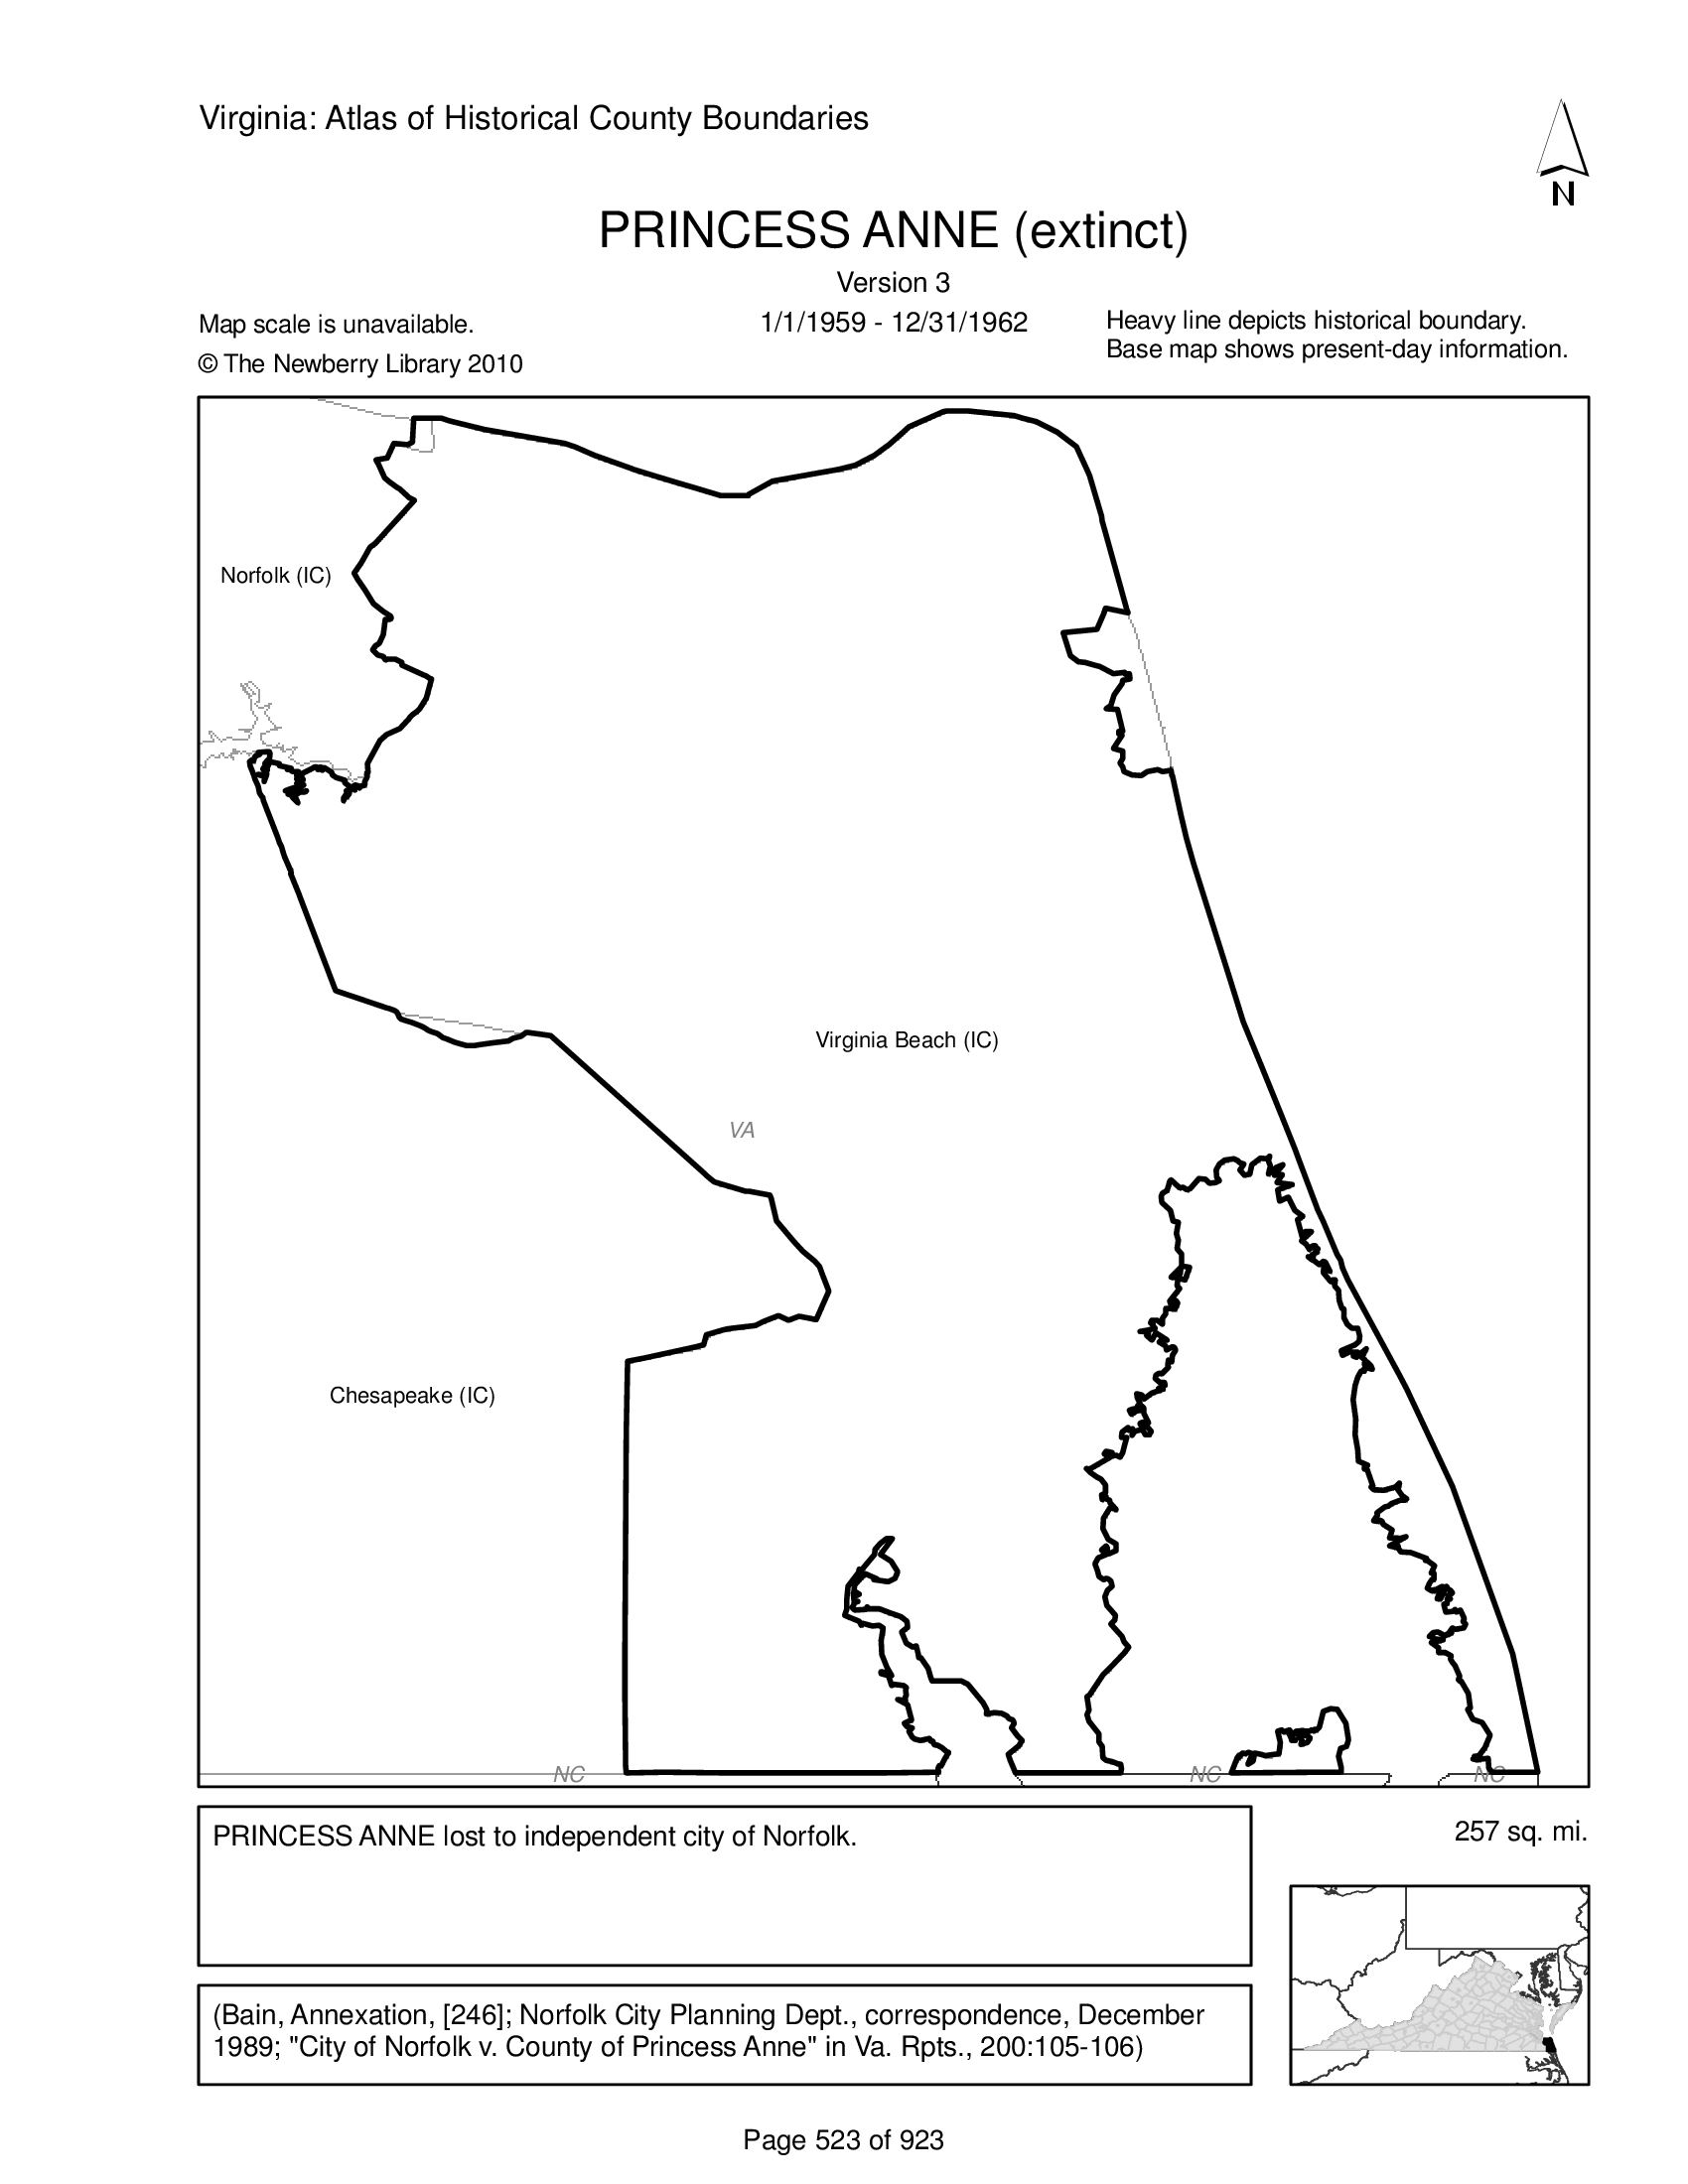 Virginia: Atlas of Historical County Boundaries
N
PRINCESS ANNE (extinct)
Version 3
1/1/1959 - 12/31/1962
Map scale is unavailable.
© The Newberry Library 2010
Heavy line depicts historical boundary.
Base map shows present-day information.
Norfolk (IC)
Virginia Beach (IC)
VA
Chesapeake (IC)
NC
NC
NC
PRINCESS ANNE lost to independent city of Norfolk.
257 sq. mi.
(Bain, Annexation, [246]; Norfolk City Planning Dept., correspondence, December
1989; "City of Norfolk v. County of Princess Anne" in Va. Rpts., 200:105-106)
Page 523 of 923